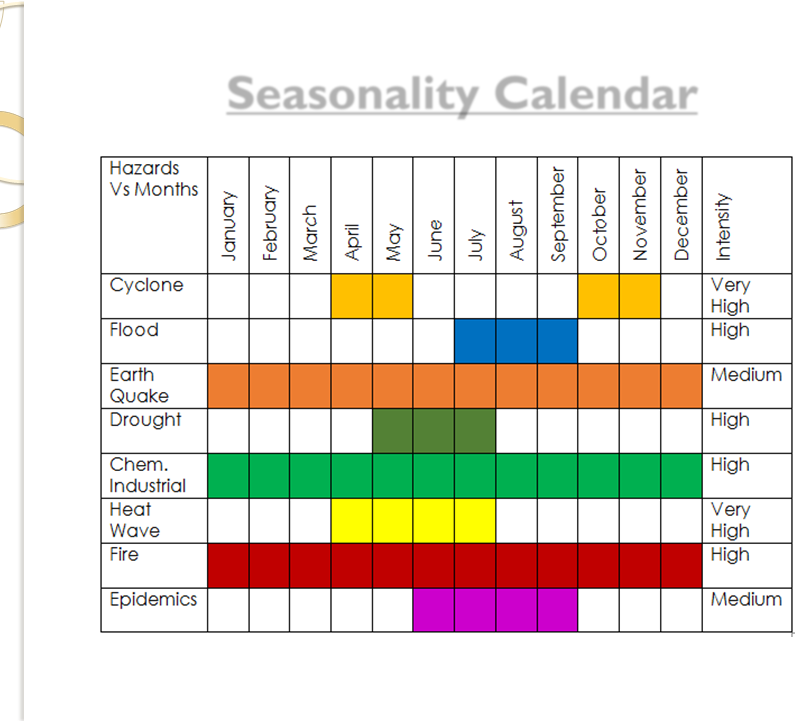 Seasonality Calendar
Hazards
Vs Months
January
February
March
April
May
June
July
August
September
October
November
December
Intensity
Cyclone
Very
High
Flood
High
Earth
Quake
Medium
Drought
High
Chem.
Industrial
High
Heat
Wave
Very
High
Fire
High
Epidemics
Medium